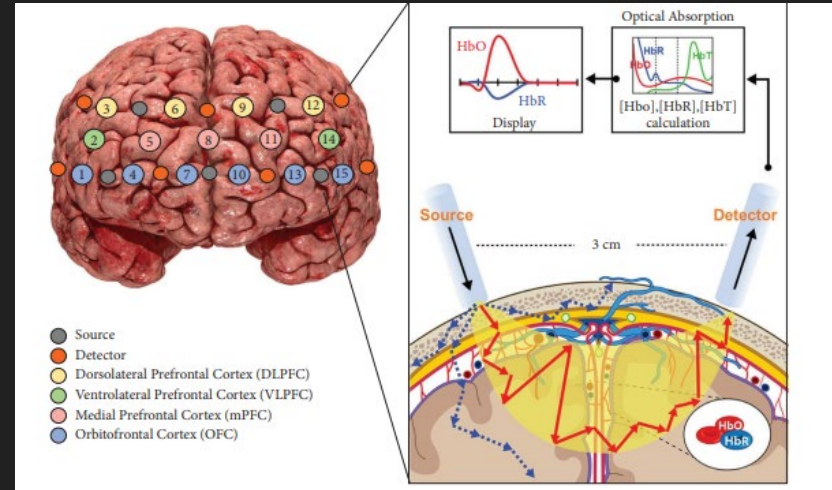 Optical Absorption
HbO
HbR
Display
HbR
HbO
HbT
[Hbo],[HbR],[HbT]
calculation
3
6
9
12
2
5
8
11
14
1
4
7
10
13
15
Source
Detector
3 cm
Source
Detector
Dorsolateral Prefrontal Cortex (DLPFC)
Ventrolateral Prefrontal Cortex (VLPFC)
Medial Prefrontal Cortex (mPFC)
Orbitofrontal Cortex (OFC)
HbO
HbR